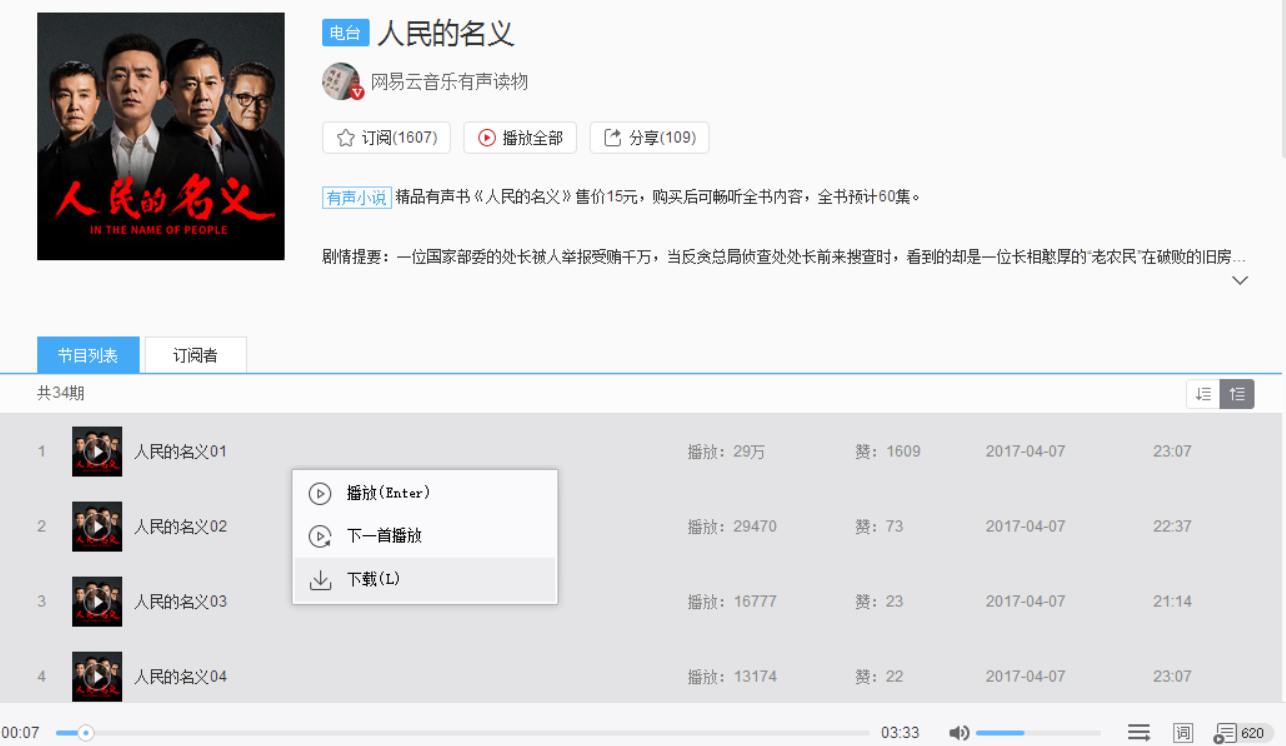 电台 人民的名义
网易云音乐有声读物
订阅(1607) 播放全部 分享(109)
有声小说 精品有声书《人民的名义》售价15元，购买后可畅听全书内容，全书预计60集。
人民的名义
IN THE NAME OF PEOPLE
剧情提要：一位国家部委的处长被人举报受贿千万，当反贪总局侦查处处长前来搜查时，看到的却是一位长相憨厚的“老农民”在破败的旧房...
节目列表 订阅者
共34期
1 人民的名义01 播放：29万 赞：1609 2017-04-07 23:07
播放(Enter)
2 人民的名义02 播放：29470 赞：73 2017-04-07 22:37
下一首播放
下载(L)
3 人民的名义03 播放：16777 赞：23 2017-04-07 21:14
4 人民的名义04 播放：13174 赞：22 2017-04-07 23:07
00:07 03:33 词 620